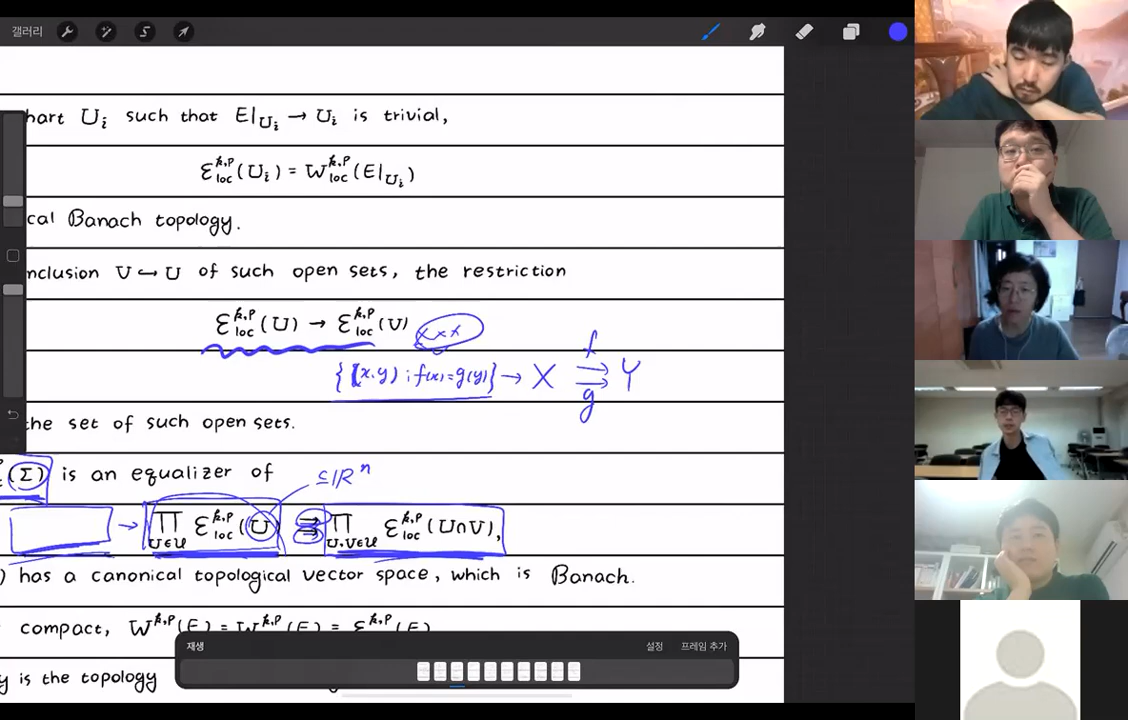 갤러리
hart U_i such that E|_{U_i} → U_i is trivial,
ℰ^{k,p}_{loc}(U_i) = W^{k,p}_{loc}(E|_{U_i})
cal Banach topology.
nclusion V ↪ U of such open sets, the restriction
ℰ^{k,p}_{loc}(U) → ℰ^{k,p}_{loc}(V)
xxx
{(x,y) ; f(x)=g(y)} → X ⇉ Y
f
g
the set of such open sets.
(Σ) is an equalizer of
⊆ ℝ^n
→ ∏_{U∈𝒰} ℰ^{k,p}_{loc}(U) ⇉ ∏_{U,V∈𝒰} ℰ^{k,p}_{loc}(U∩V),
) has a canonical topological vector space, which is Banach.
compact, W^{k,p}(E) = W^{k,p}(E) = ℰ^{k,p}(E)
재생 설정 프레임 추가
y is the topology